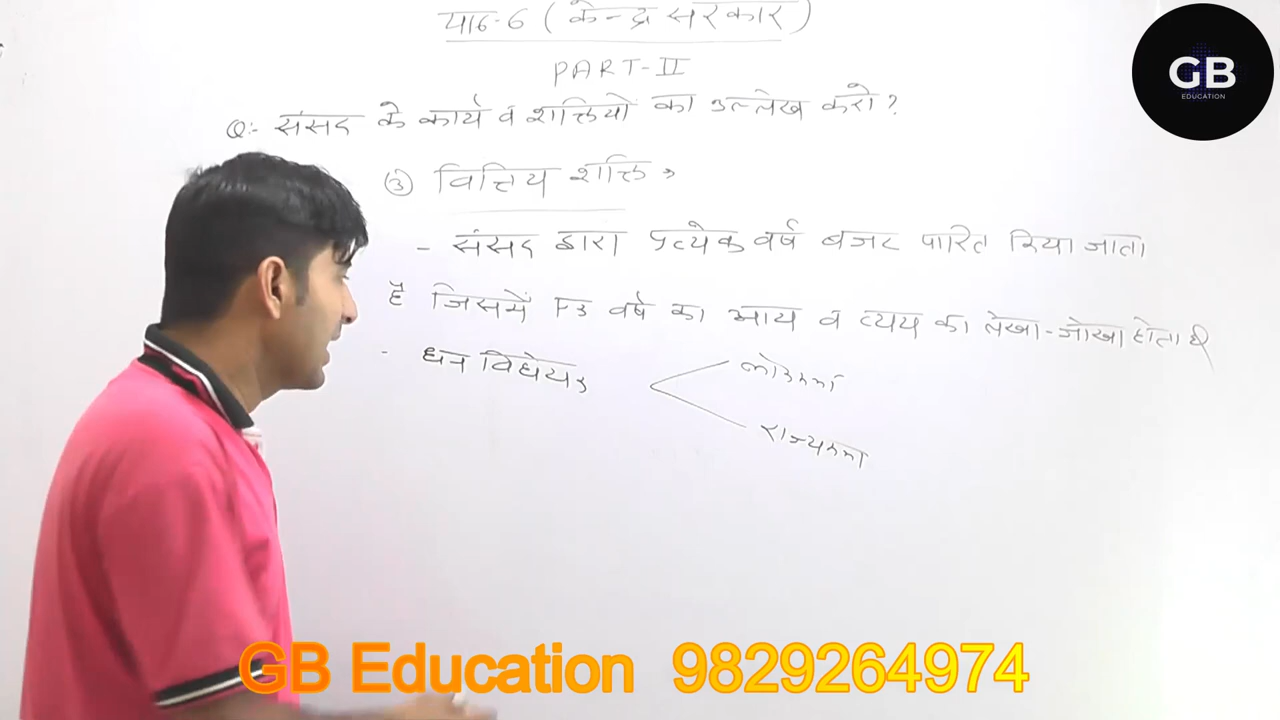 पाठ-6 (केन्द्र सरकार)
PART-II
Q:- संसद के कार्य व शक्तियों का उल्लेख करो?
③ वित्तिय शक्ति →
- संसद द्वारा प्रत्येक वर्ष बजट पारित किया जाता
है जिसमें वर्ष का आय व व्यय का लेखा-जोखा होता है
- धन विधेयक
लोकसभा
राज्यसभा
GB
EDUCATION
GB Education 9829264974